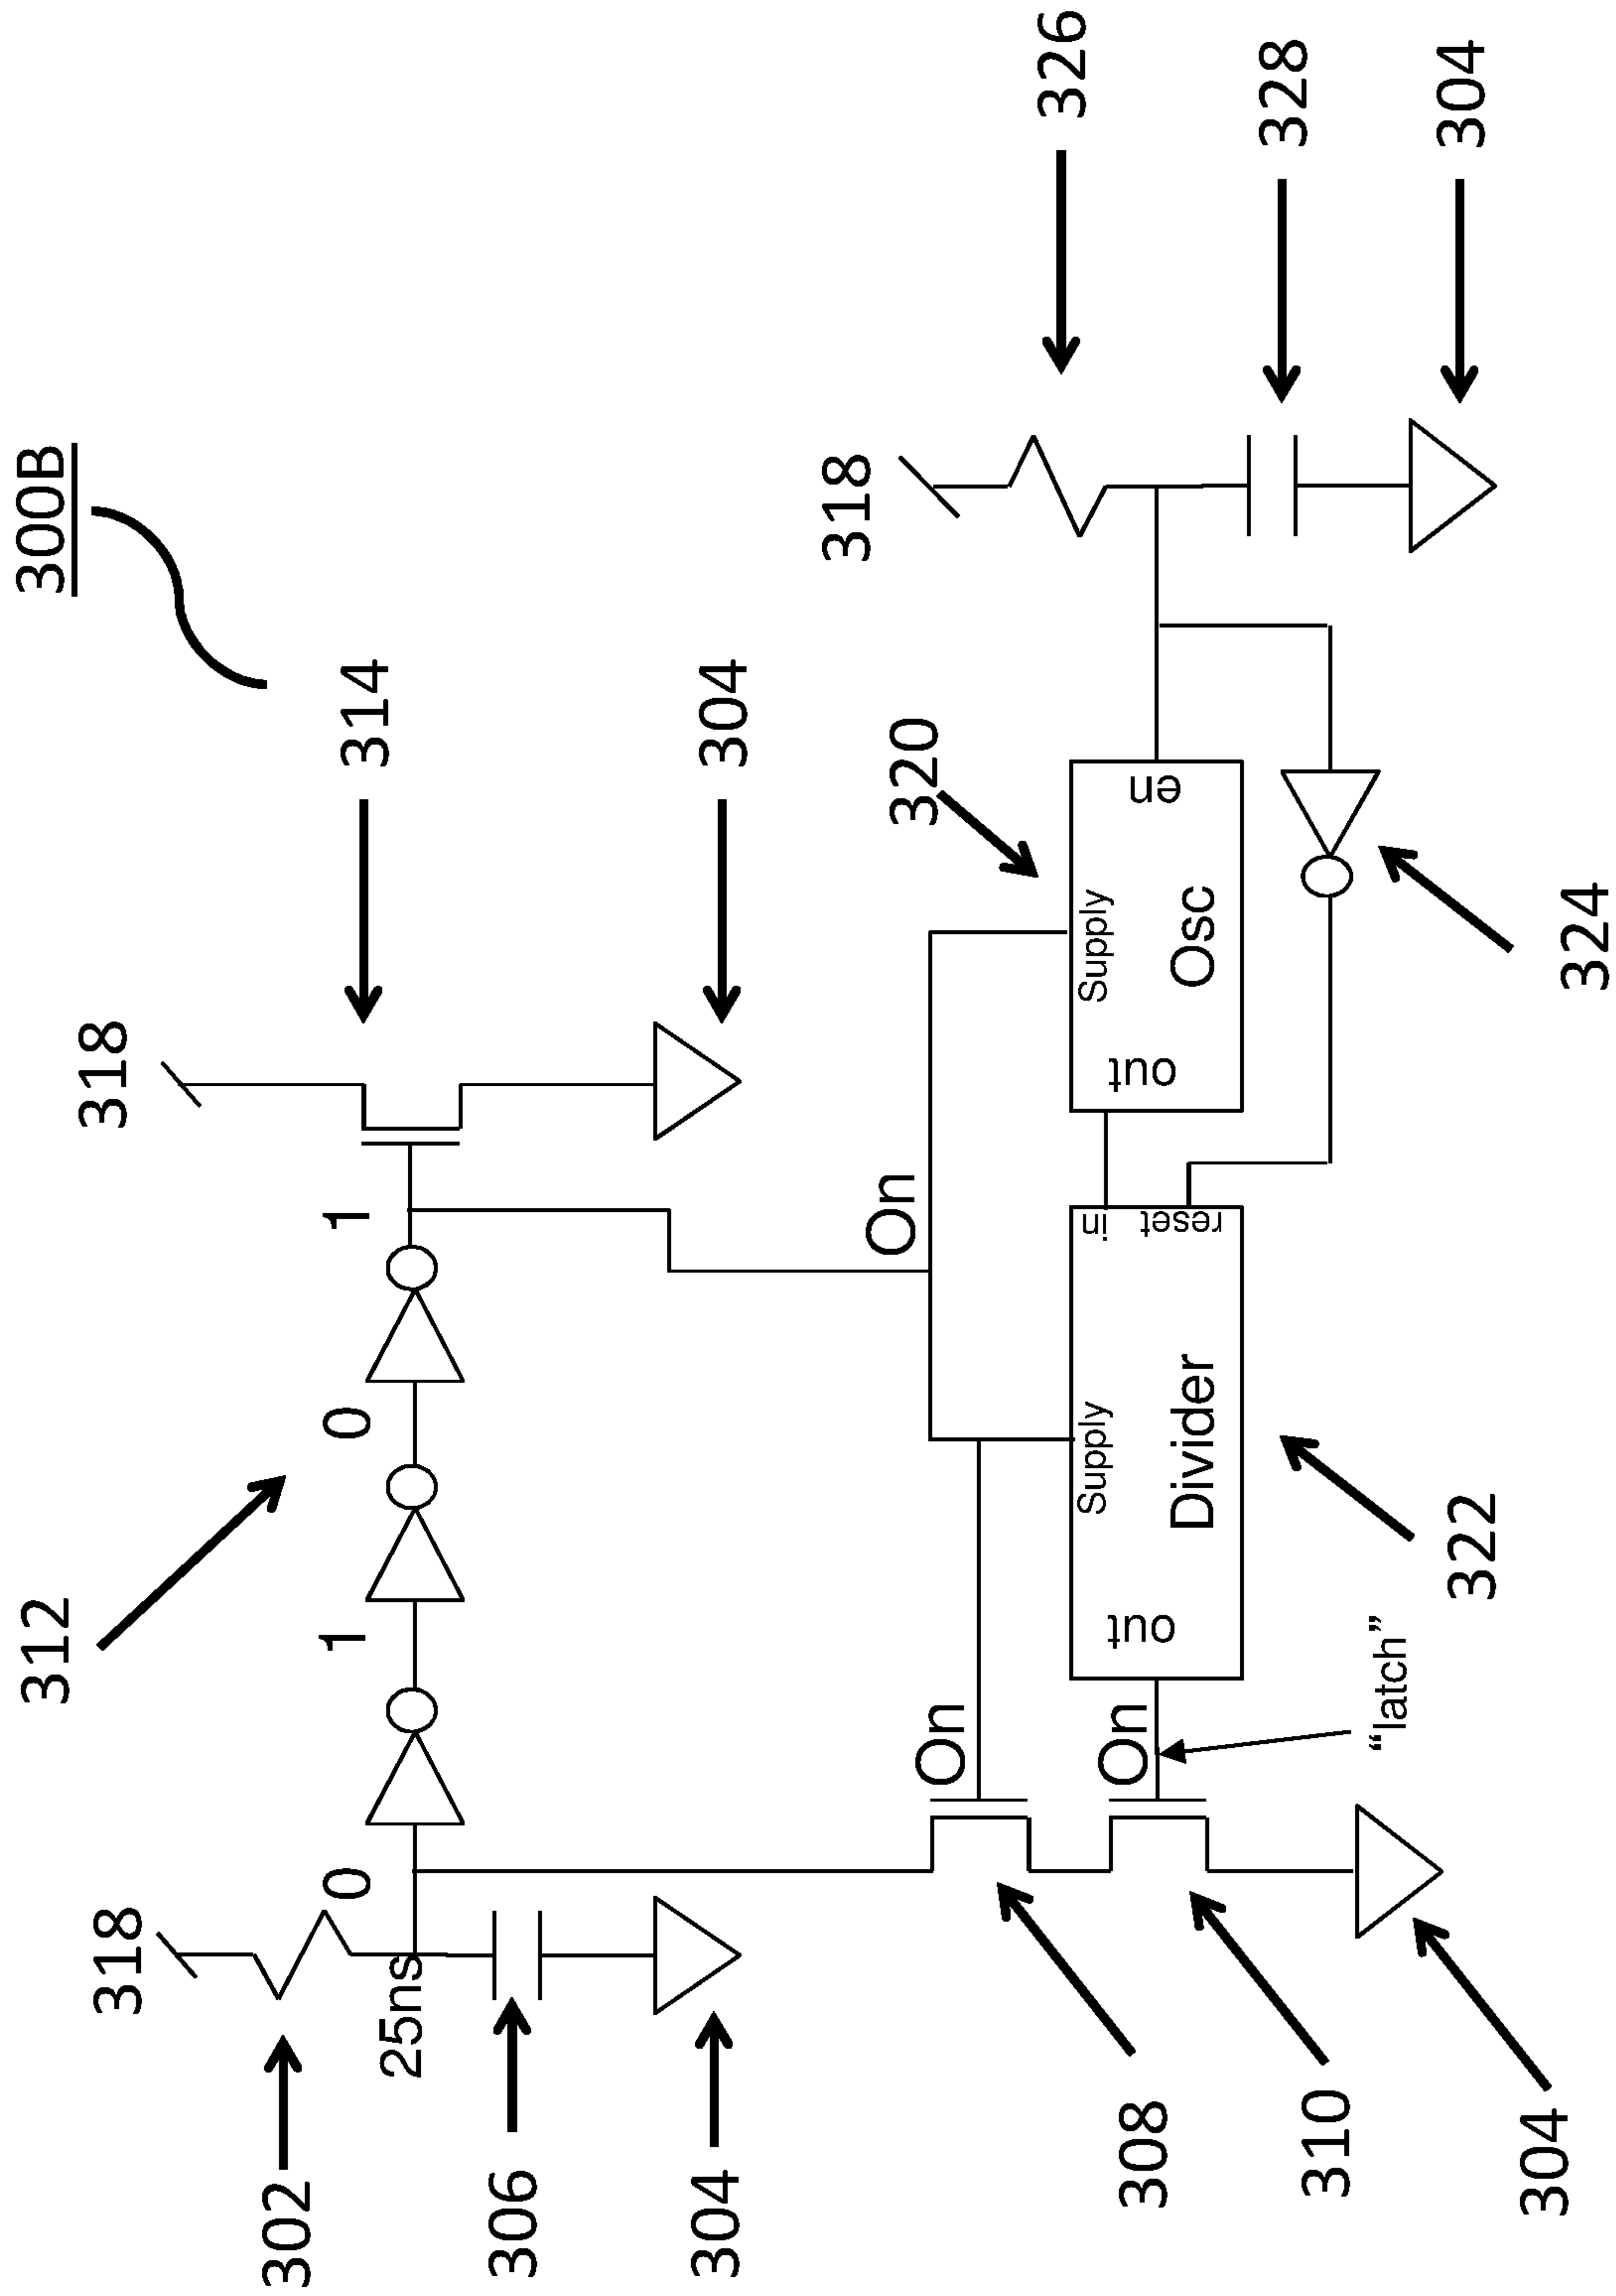 300B
318
302
25ns
0
306
304
312
1
0
1
318
314
304
On
On
On
"latch"
308
310
304
Supply
out
Divider
in
reset
322
Supply
out
Osc
en
320
324
318
326
328
304